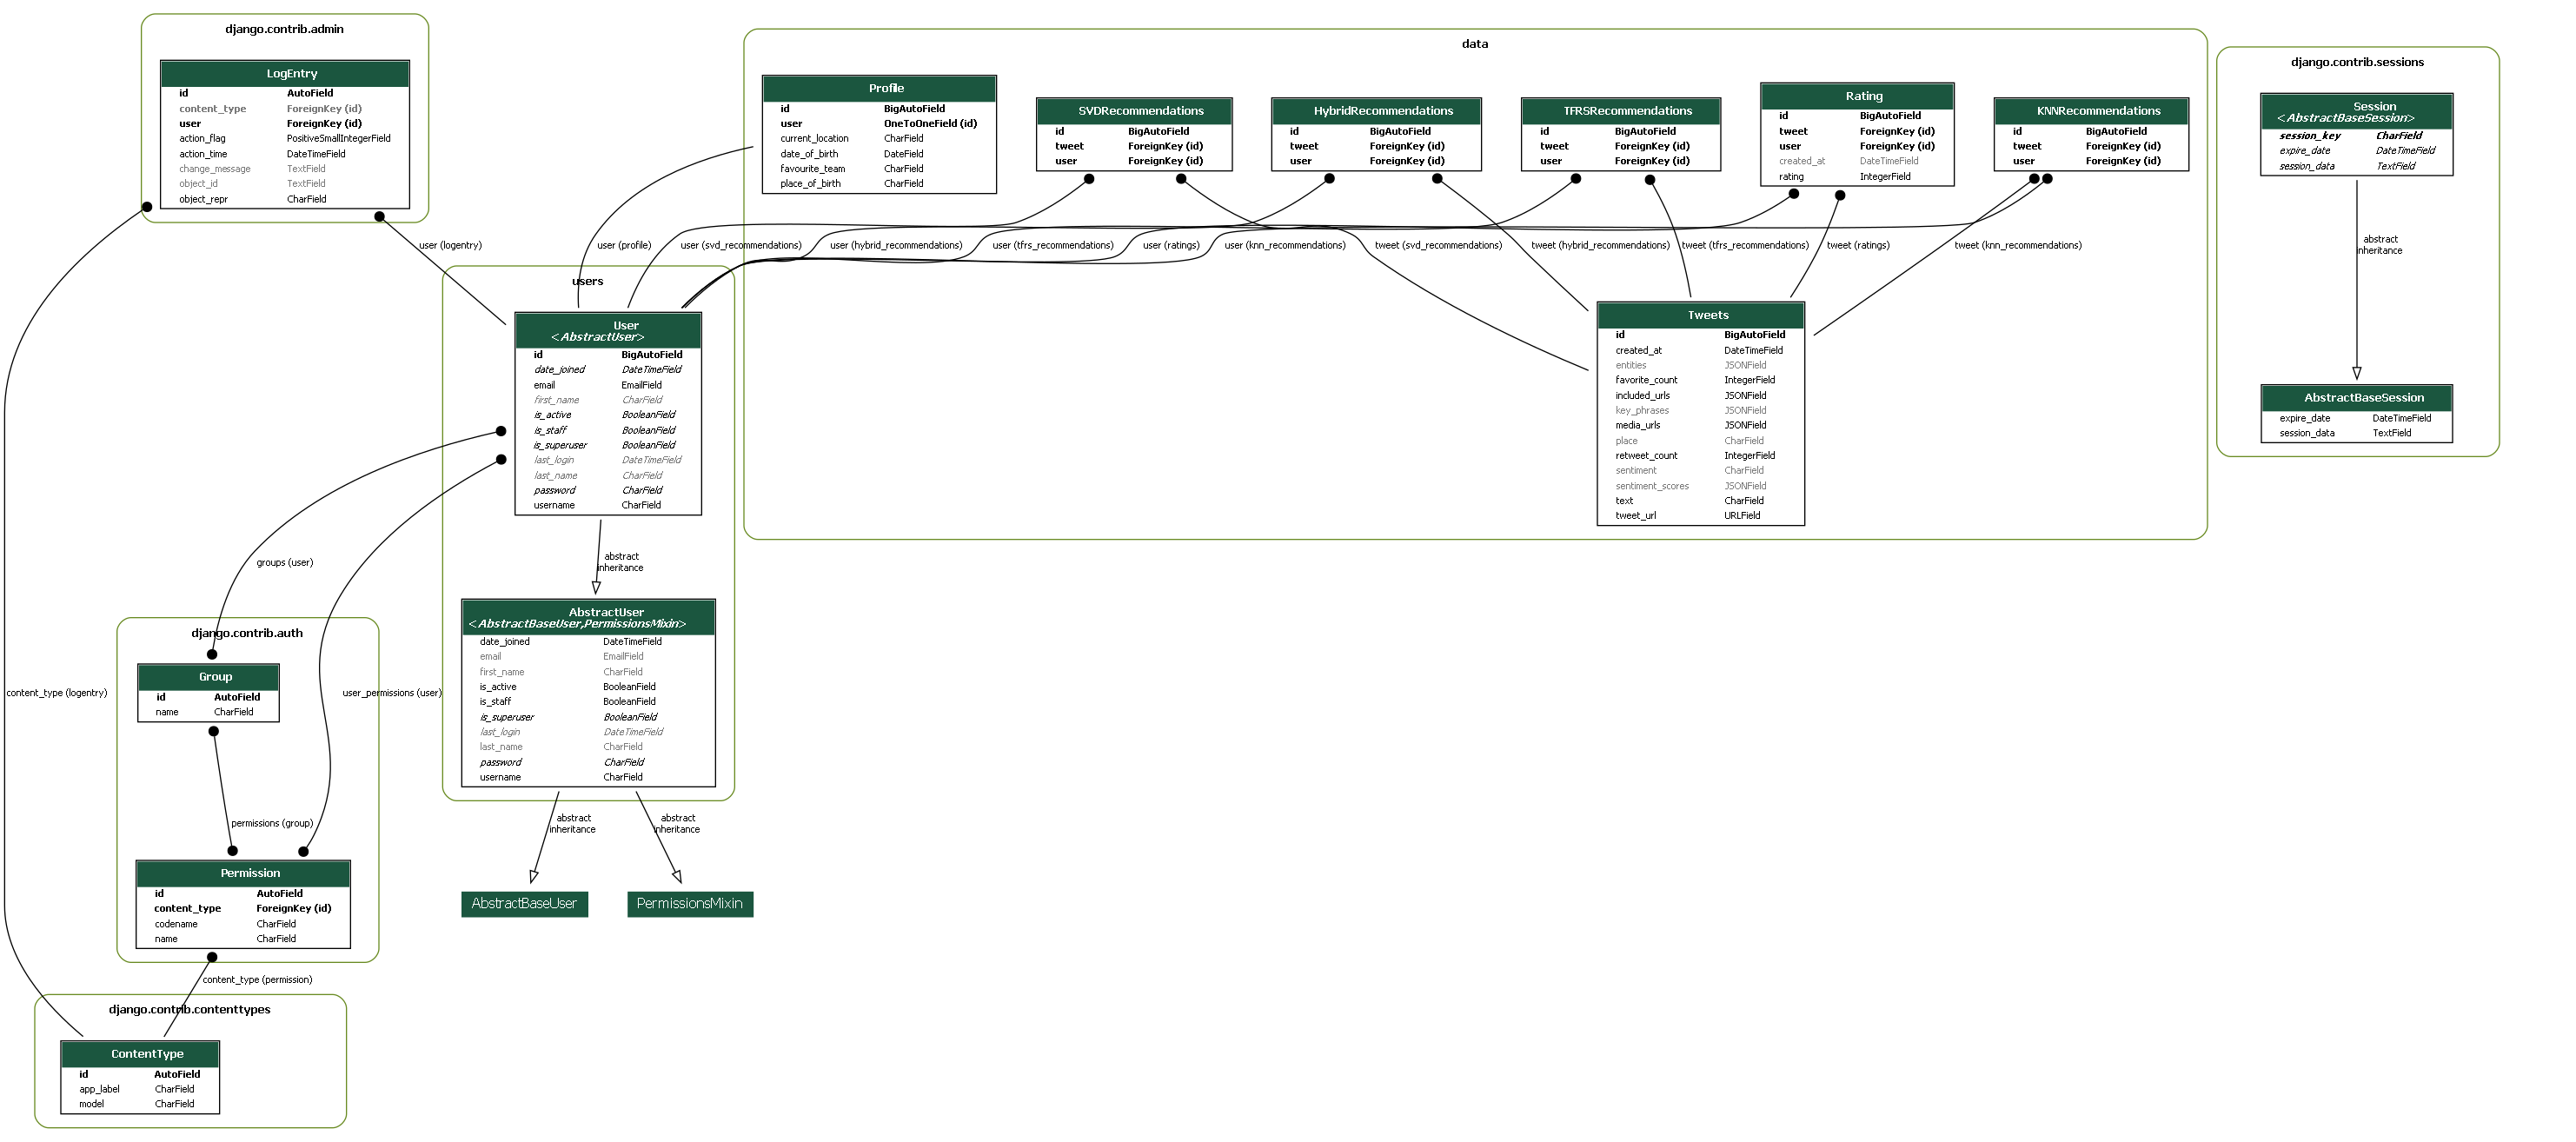 django.contrib.admin
LogEntry
id AutoField
content_type ForeignKey (id)
user ForeignKey (id)
action_flag PositiveSmallIntegerField
action_time DateTimeField
change_message TextField
object_id TextField
object_repr CharField
data
Profile
id BigAutoField
user OneToOneField (id)
current_location CharField
date_of_birth DateField
favourite_team CharField
place_of_birth CharField
SVDRecommendations
id BigAutoField
tweet ForeignKey (id)
user ForeignKey (id)
HybridRecommendations
id BigAutoField
tweet ForeignKey (id)
user ForeignKey (id)
TFRSRecommendations
id BigAutoField
tweet ForeignKey (id)
user ForeignKey (id)
Rating
id BigAutoField
tweet ForeignKey (id)
user ForeignKey (id)
created_at DateTimeField
rating IntegerField
KNNRecommendations
id BigAutoField
tweet ForeignKey (id)
user ForeignKey (id)
django.contrib.sessions
Session
<AbstractBaseSession>
session_key CharField
expire_date DateTimeField
session_data TextField
user (logentry)
user (profile)
user (svd_recommendations)
user (hybrid_recommendations)
user (tfrs_recommendations)
user (ratings)
user (knn_recommendations)
tweet (svd_recommendations)
tweet (hybrid_recommendations)
tweet (tfrs_recommendations)
tweet (ratings)
tweet (knn_recommendations)
abstract
inheritance
users
User
<AbstractUser>
id BigAutoField
date_joined DateTimeField
email EmailField
first_name CharField
is_active BooleanField
is_staff BooleanField
is_superuser BooleanField
last_login DateTimeField
last_name CharField
password CharField
username CharField
Tweets
id BigAutoField
created_at DateTimeField
entities JSONField
favorite_count IntegerField
included_urls JSONField
key_phrases JSONField
media_urls JSONField
place CharField
retweet_count IntegerField
sentiment CharField
sentiment_scores JSONField
text CharField
tweet_url URLField
AbstractBaseSession
expire_date DateTimeField
session_data TextField
groups (user)
abstract
inheritance
AbstractUser
<AbstractBaseUser,PermissionsMixin>
date_joined DateTimeField
email EmailField
first_name CharField
is_active BooleanField
is_staff BooleanField
is_superuser BooleanField
last_login DateTimeField
last_name CharField
password CharField
username CharField
django.contrib.auth
Group
id AutoField
name CharField
content_type (logentry)
user_permissions (user)
permissions (group)
abstract
inheritance
abstract
inheritance
Permission
id AutoField
content_type ForeignKey (id)
codename CharField
name CharField
AbstractBaseUser
PermissionsMixin
content_type (permission)
django.contrib.contenttypes
ContentType
id AutoField
app_label CharField
model CharField